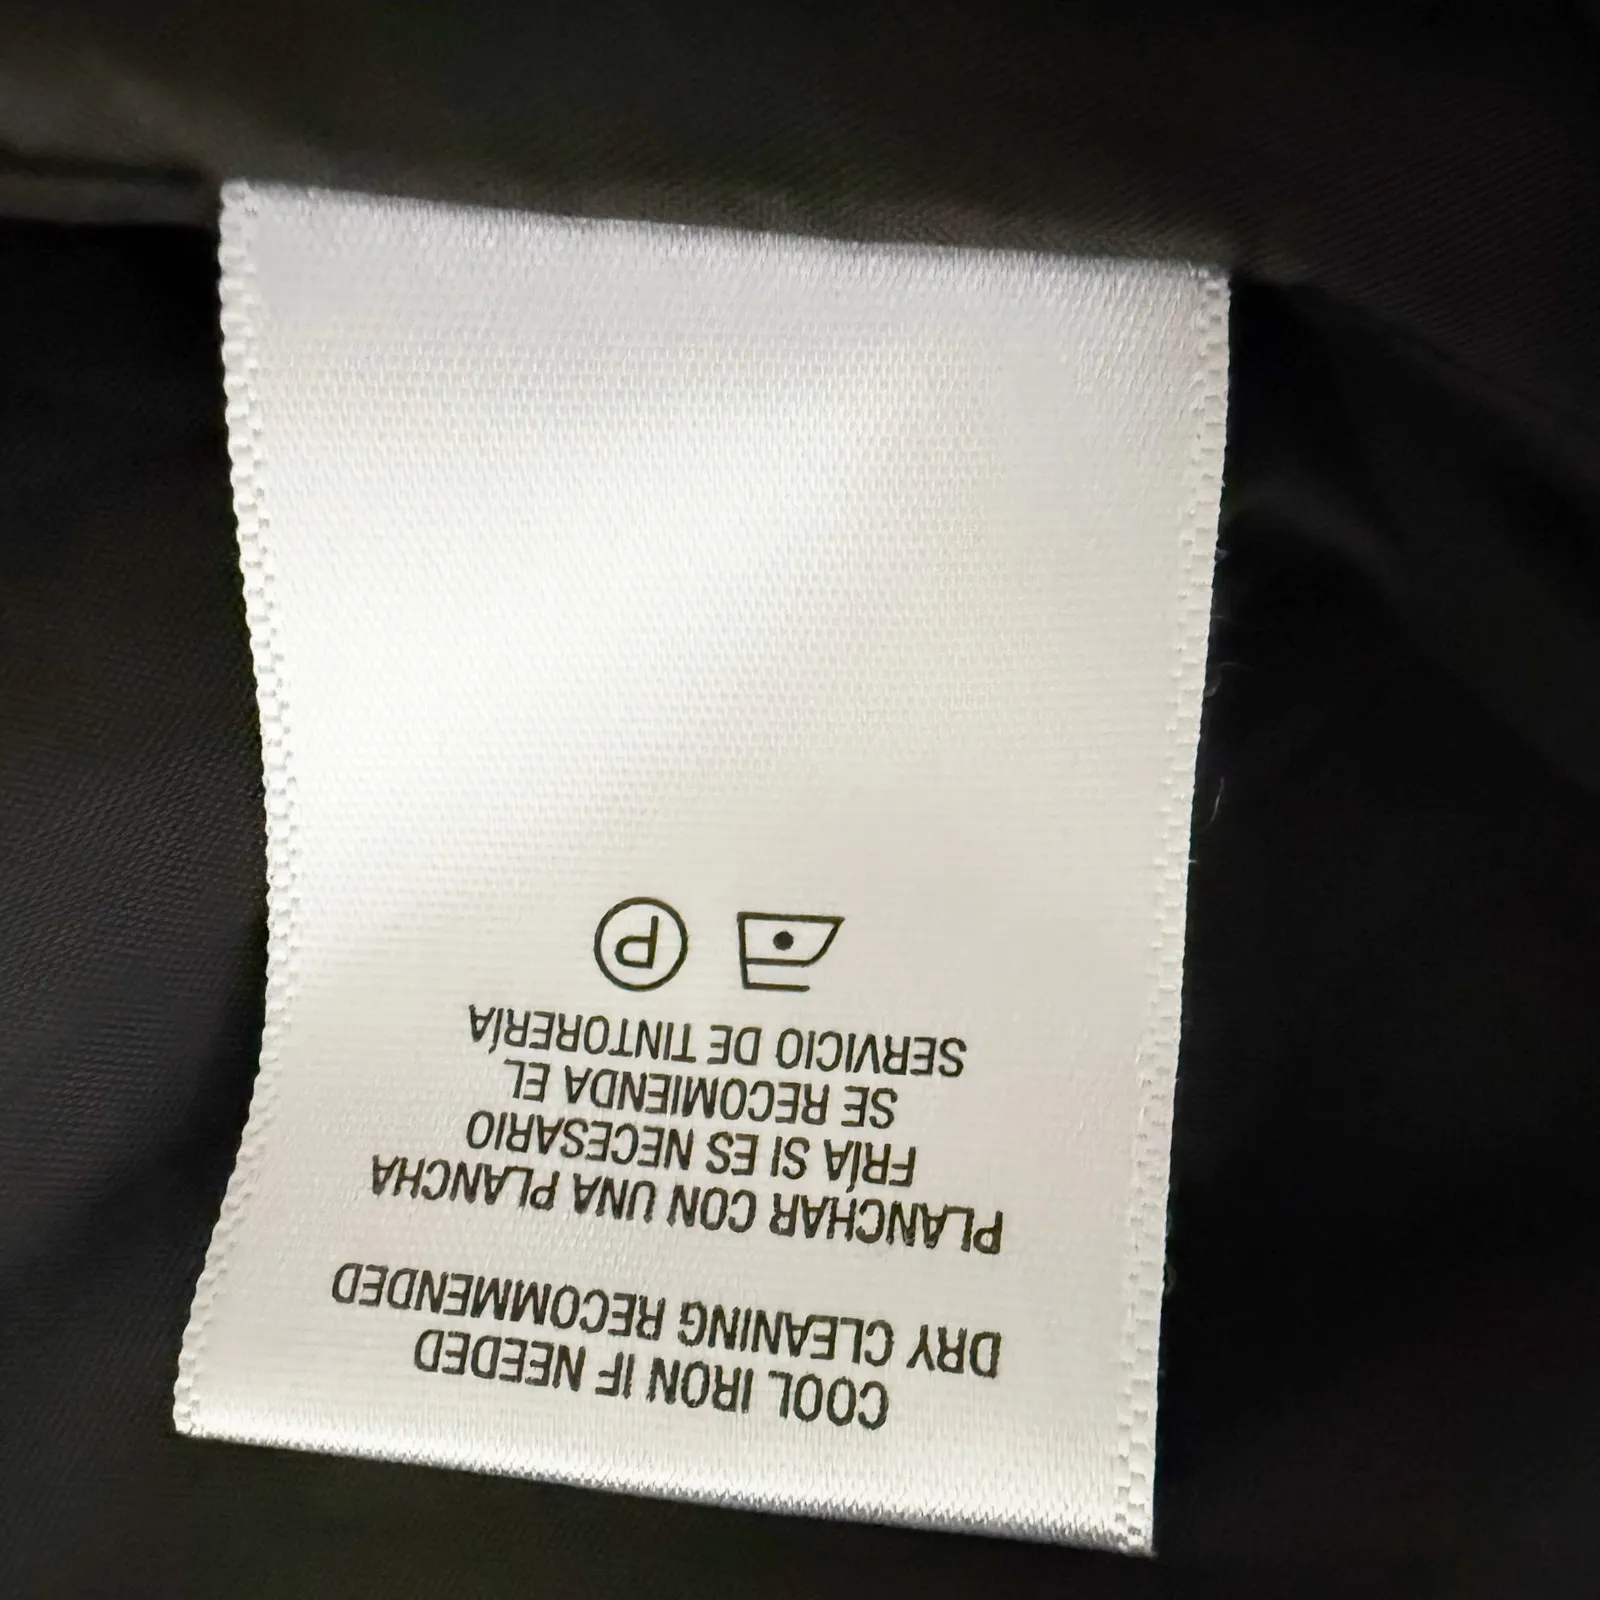 COOL IRON IF NEEDED
DRY CLEANING RECOMMENDED
PLANCHAR CON UNA PLANCHA
FRÍA SI ES NECESARIO
SE RECOMIENDA EL
SERVICIO DE TINTORERÍA
P